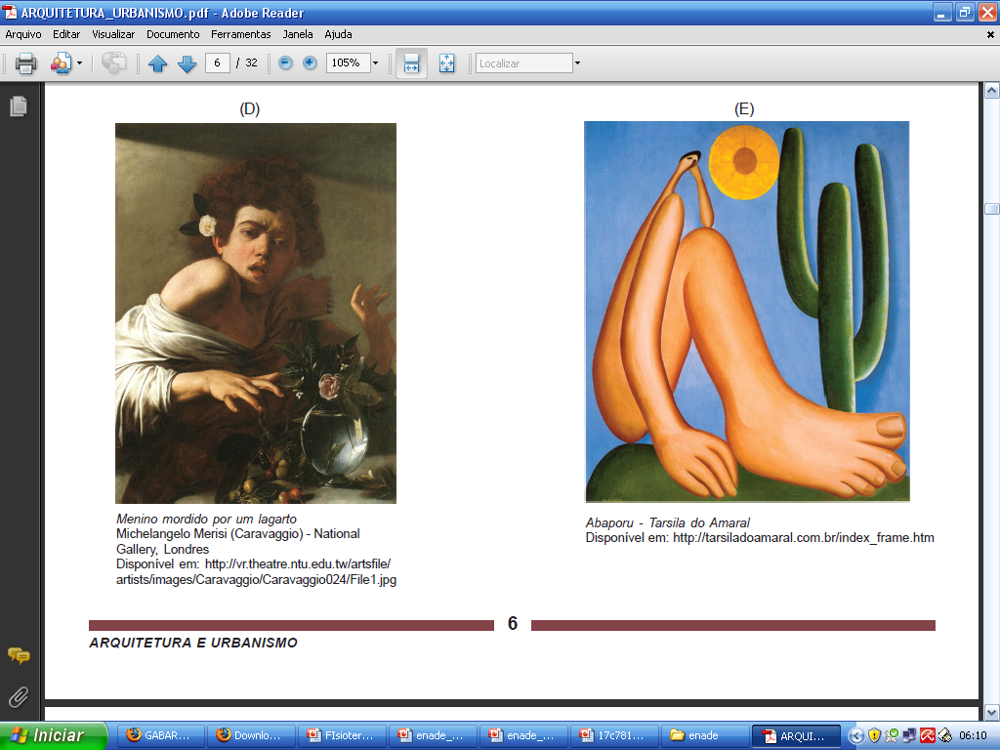 ARQUITETURA_URBANISMO.pdf - Adobe Reader
Arquivo Editar Visualizar Documento Ferramentas Janela Ajuda
6 / 32 105% Localizar
(D)
(E)
Menino mordido por um lagarto
Michelangelo Merisi (Caravaggio) - National
Gallery, Londres
Disponível em: http://vr.theatre.ntu.edu.tw/artsfile/
artists/images/Caravaggio/Caravaggio024/File1.jpg
Abaporu - Tarsila do Amaral
Disponível em: http://tarsiladoamaral.com.br/index_frame.htm
6
ARQUITETURA E URBANISMO
Iniciar GABAR... Downlo... FIsioter... enade_... enade_... 17c781... enade ARQUI... 06:10